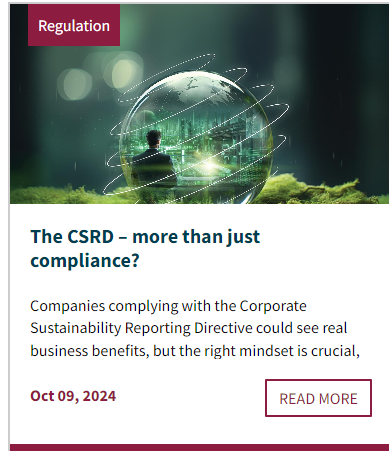 Regulation
The CSRD – more than just
compliance?
Companies complying with the Corporate
Sustainability Reporting Directive could see real
business benefits, but the right mindset is crucial,
Oct 09, 2024
READ MORE